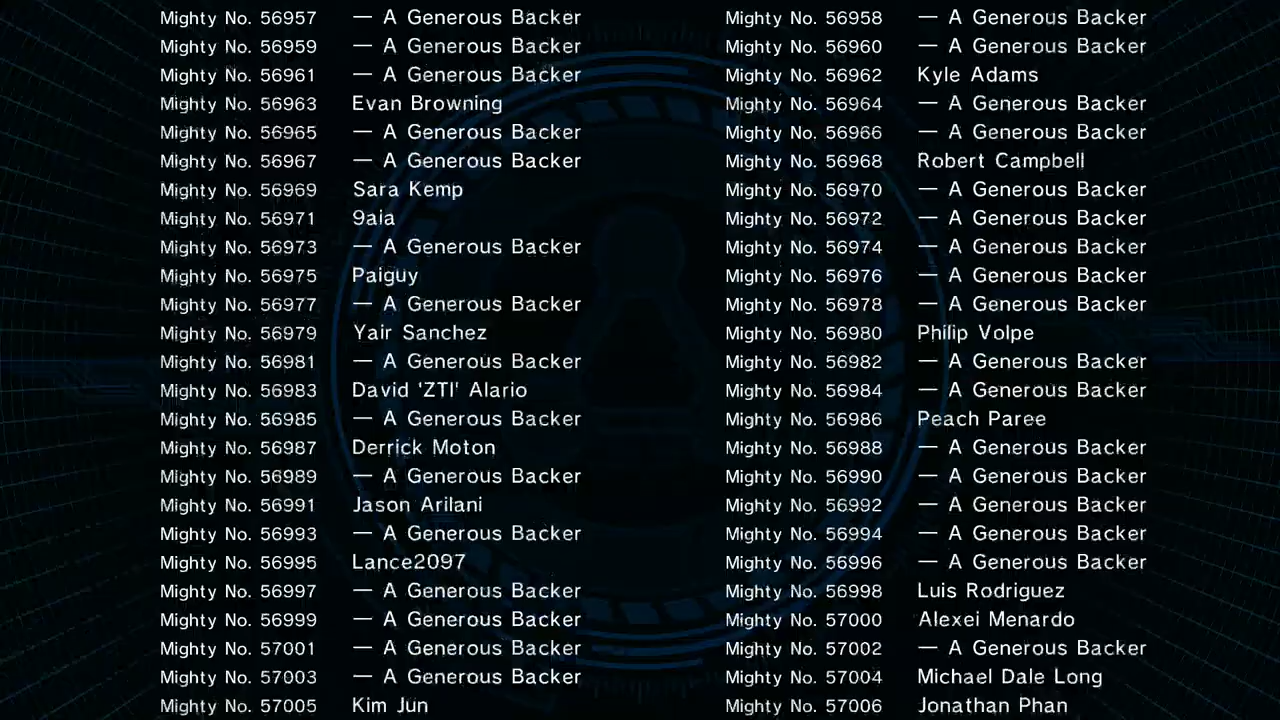 Mighty No. 56957 — A Generous Backer Mighty No. 56958 — A Generous Backer
Mighty No. 56959 — A Generous Backer Mighty No. 56960 — A Generous Backer
Mighty No. 56961 — A Generous Backer Mighty No. 56962 Kyle Adams
Mighty No. 56963 Evan Browning Mighty No. 56964 — A Generous Backer
Mighty No. 56965 — A Generous Backer Mighty No. 56966 — A Generous Backer
Mighty No. 56967 — A Generous Backer Mighty No. 56968 Robert Campbell
Mighty No. 56969 Sara Kemp Mighty No. 56970 — A Generous Backer
Mighty No. 56971 9aia Mighty No. 56972 — A Generous Backer
Mighty No. 56973 — A Generous Backer Mighty No. 56974 — A Generous Backer
Mighty No. 56975 Paiguy Mighty No. 56976 — A Generous Backer
Mighty No. 56977 — A Generous Backer Mighty No. 56978 — A Generous Backer
Mighty No. 56979 Yair Sanchez Mighty No. 56980 Philip Volpe
Mighty No. 56981 — A Generous Backer Mighty No. 56982 — A Generous Backer
Mighty No. 56983 David 'ZTI' Alario Mighty No. 56984 — A Generous Backer
Mighty No. 56985 — A Generous Backer Mighty No. 56986 Peach Paree
Mighty No. 56987 Derrick Moton Mighty No. 56988 — A Generous Backer
Mighty No. 56989 — A Generous Backer Mighty No. 56990 — A Generous Backer
Mighty No. 56991 Jason Arilani Mighty No. 56992 — A Generous Backer
Mighty No. 56993 — A Generous Backer Mighty No. 56994 — A Generous Backer
Mighty No. 56995 Lance2097 Mighty No. 56996 — A Generous Backer
Mighty No. 56997 — A Generous Backer Mighty No. 56998 Luis Rodriguez
Mighty No. 56999 — A Generous Backer Mighty No. 57000 Alexei Menardo
Mighty No. 57001 — A Generous Backer Mighty No. 57002 — A Generous Backer
Mighty No. 57003 — A Generous Backer Mighty No. 57004 Michael Dale Long
Mighty No. 57005 Kim Jun Mighty No. 57006 Jonathan Phan